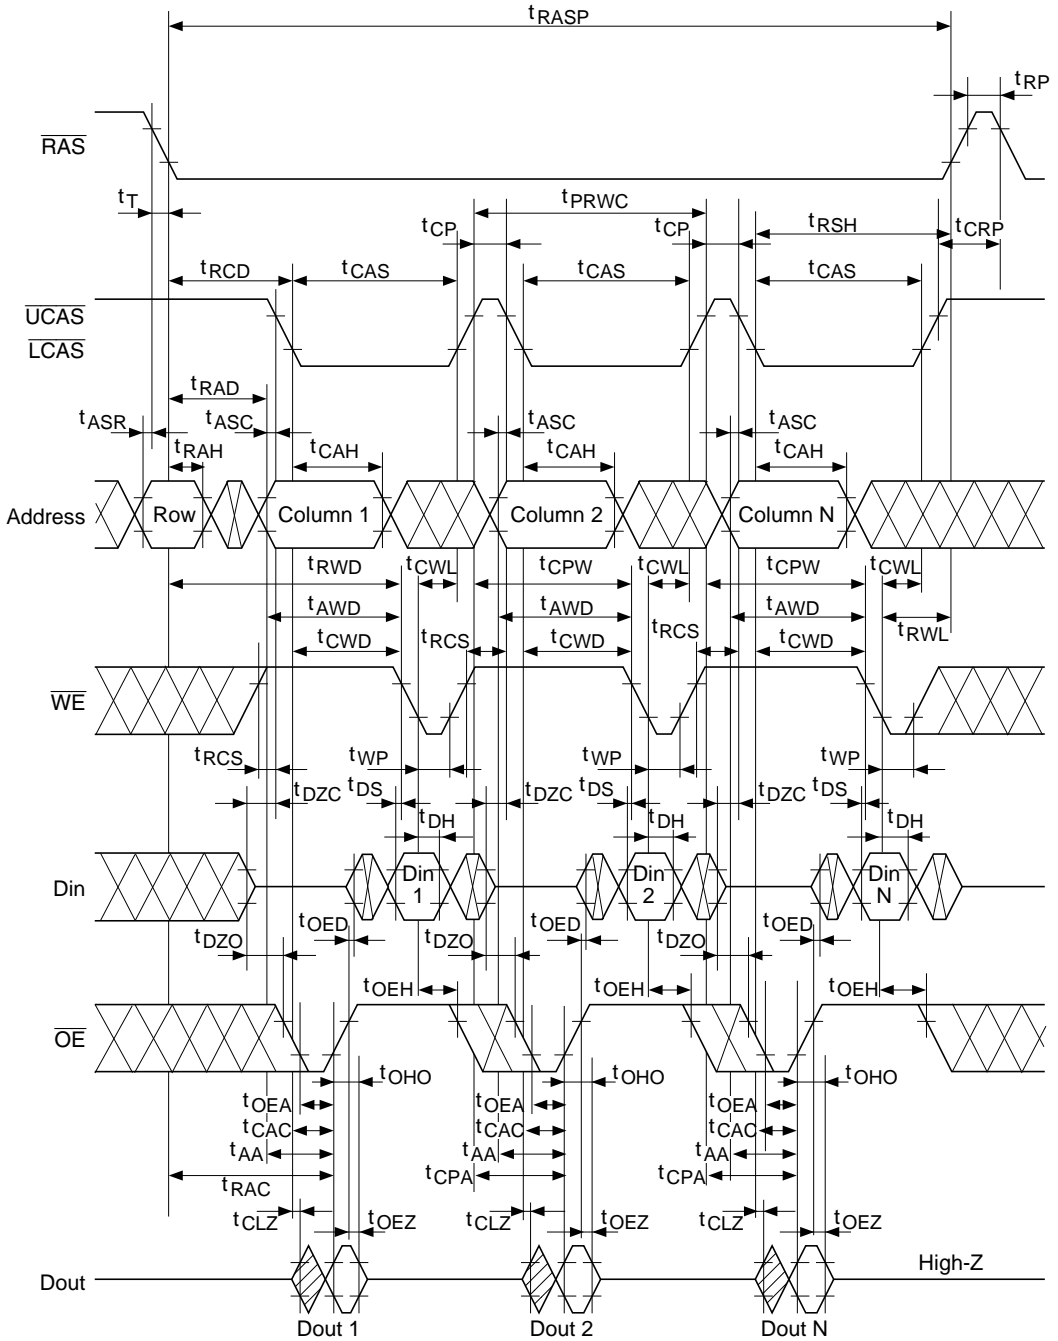 tRASP
tRP
RAS
tT
tPRWC
tCP
tCP
tRSH
tCRP
tRCD
tCAS
tCAS
tCAS
UCAS
LCAS
tRAD
tASR
tASC
tASC
tASC
tRAH
tCAH
tCAH
tCAH
Address
Row
Column 1
Column 2
Column N
tRWD
tCWL
tCPW
tCWL
tCPW
tCWL
tAWD
tAWD
tAWD
tRWL
tCWD
tRCS
tCWD
tRCS
tCWD
WE
tRCS
tWP
tWP
tWP
tDZC
tDS
tDZC
tDS
tDZC
tDS
tDH
tDH
tDH
Din
Din 1
Din 2
Din N
tDZO
tOED
tDZO
tOED
tDZO
tOED
tOEH
tOEH
tOEH
OE
tOHO
tOHO
tOHO
tOEA
tOEA
tOEA
tCAC
tCAC
tCAC
tAA
tAA
tAA
tRAC
tCPA
tCPA
tCLZ
tOEZ
tCLZ
tOEZ
tCLZ
tOEZ
Dout
High-Z
Dout 1
Dout 2
Dout N